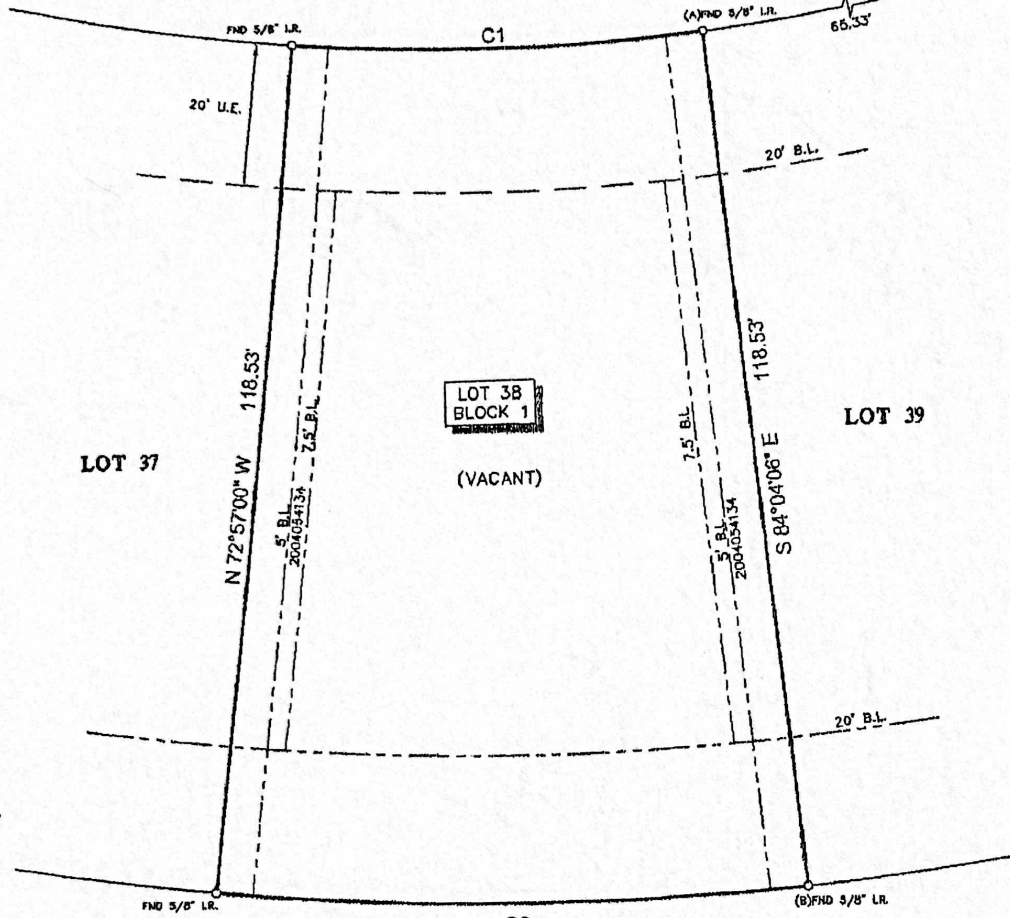 FND 5/8" I.R.
C1
(A)FND 5/8" I.R.
65.33'
20' U.E.
20' B.L.
118.53'
118.53'
LOT 38
BLOCK 1
(VACANT)
LOT 37
LOT 39
7.5' B.L.
7.5' B.L.
N 72°57'00" W
S 84°04'06" E
5' B.L.
2004054134
5' B.L.
2004054134
20' B.L.
FND 5/8" I.R.
(B)FND 5/8" I.R.